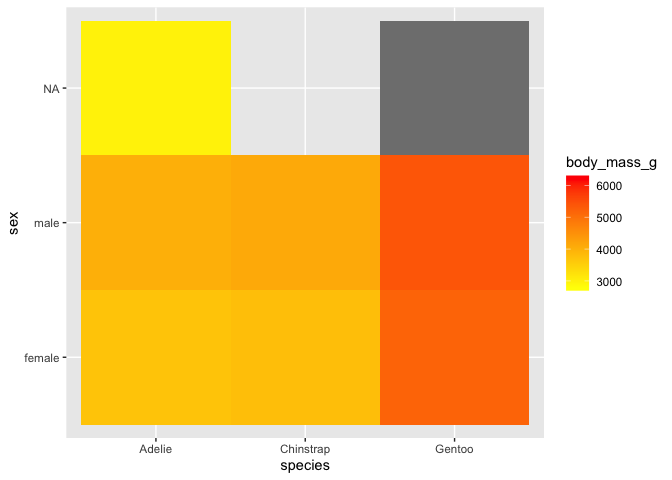 NA
male
female
sex
Adelie
Chinstrap
Gentoo
species
body_mass_g
6000
5000
4000
3000